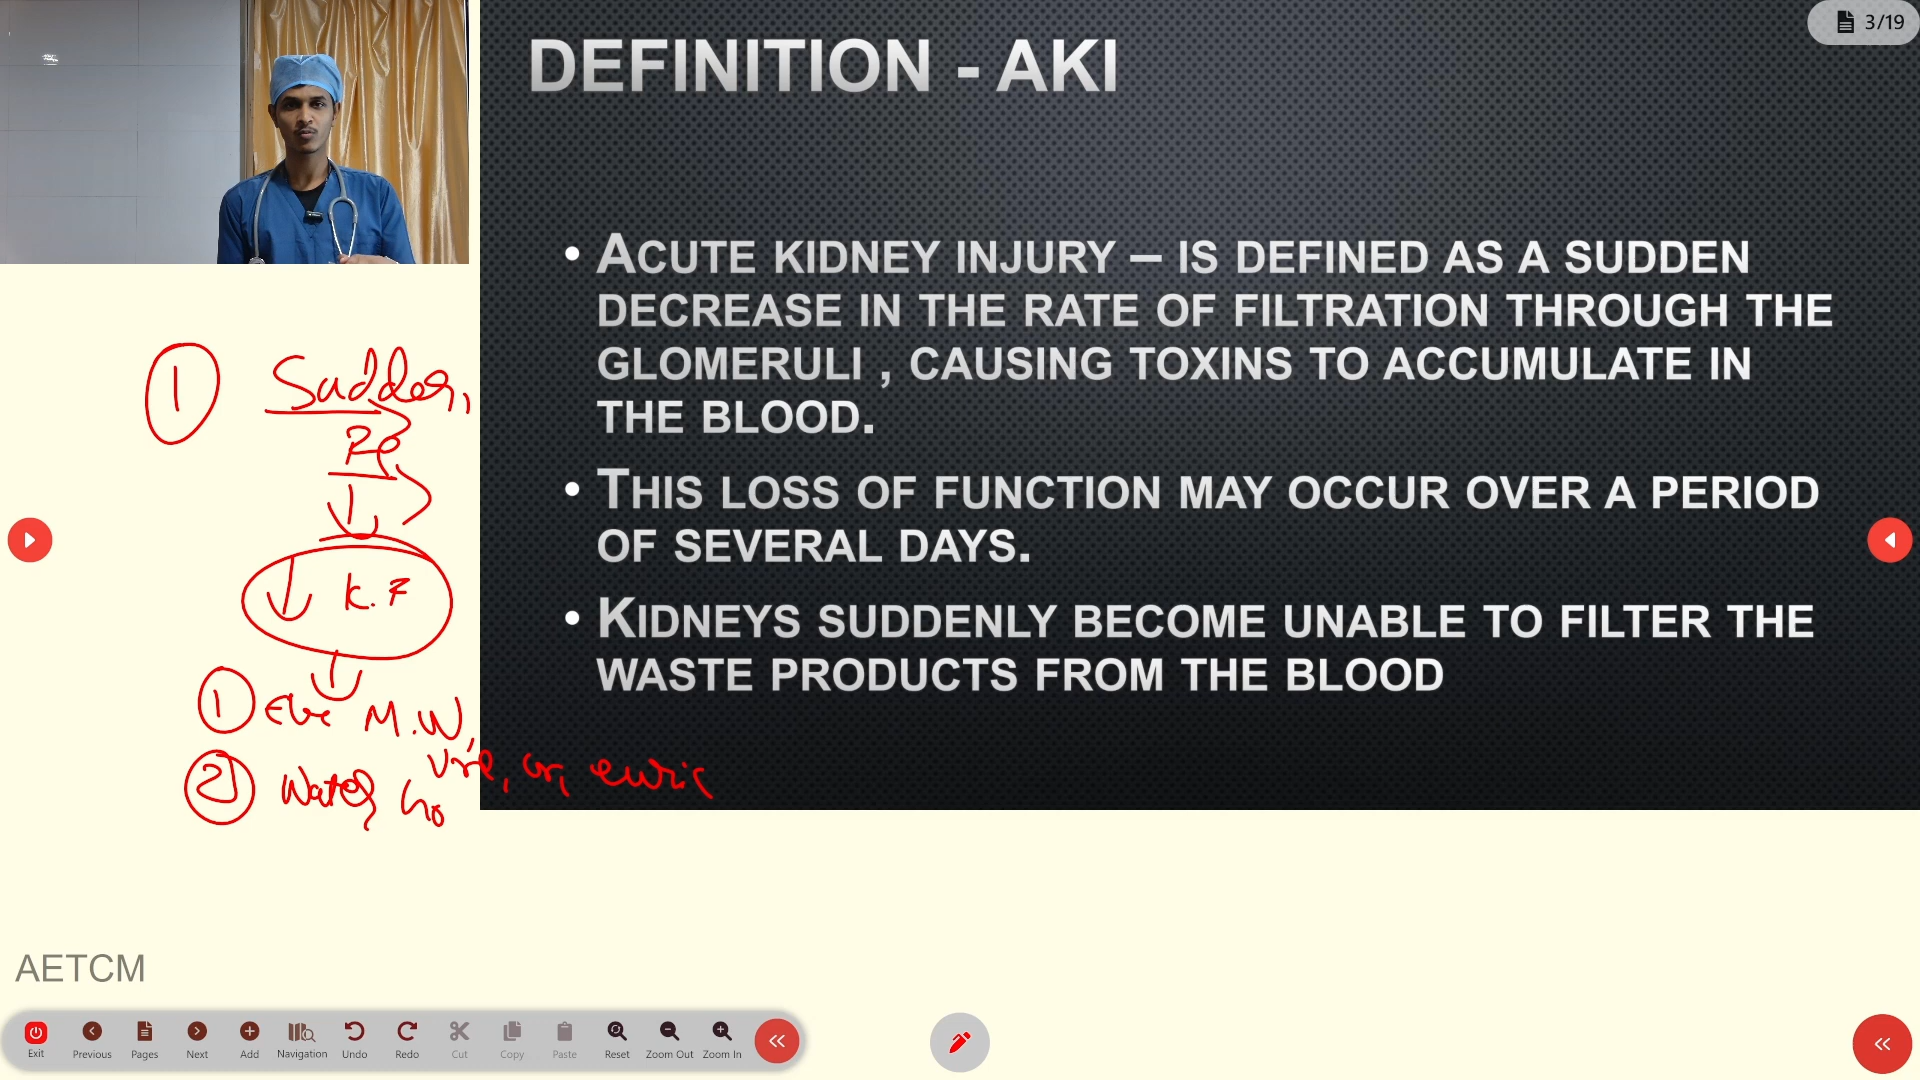 3/19
DEFINITION - AKI
• ACUTE KIDNEY INJURY – IS DEFINED AS A SUDDEN
DECREASE IN THE RATE OF FILTRATION THROUGH THE
GLOMERULI , CAUSING TOXINS TO ACCUMULATE IN
THE BLOOD.
• THIS LOSS OF FUNCTION MAY OCCUR OVER A PERIOD
OF SEVERAL DAYS.
• KIDNEYS SUDDENLY BECOME UNABLE TO FILTER THE
WASTE PRODUCTS FROM THE BLOOD
1 Sudden,
↓
↓ K.F
↓
1 M.W,
2 Water
AETCM
Exit Previous Pages Next Add Navigation Undo Redo Cut Copy Paste Reset Zoom Out Zoom In